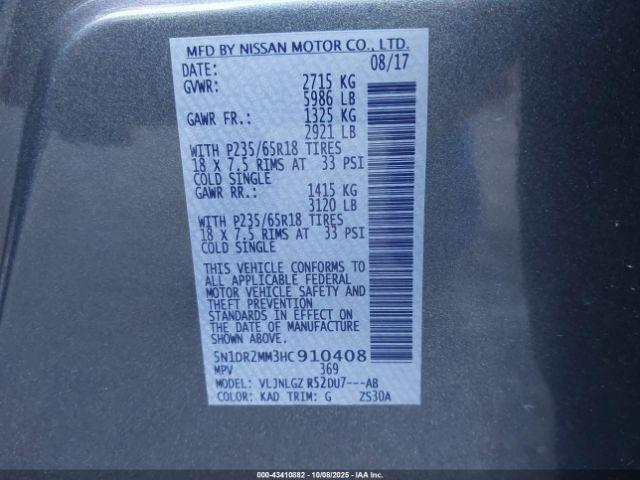 MFD BY NISSAN MOTOR CO., LTD.
DATE: 08/17
GVWR: 2715 KG
5986 LB
GAWR FR.: 1325 KG
2921 LB
WITH P235/65R18 TIRES
18 X 7.5 RIMS AT 33 PSI
COLD SINGLE
GAWR RR.: 1415 KG
3120 LB
WITH P235/65R18 TIRES
18 X 7.5 RIMS AT 33 PSI
COLD SINGLE
THIS VEHICLE CONFORMS TO
ALL APPLICABLE FEDERAL
MOTOR VEHICLE SAFETY AND
THEFT PREVENTION
STANDARDS IN EFFECT ON
THE DATE OF MANUFACTURE
SHOWN ABOVE.
5N1DR2MM3HC910408
MPV 369
MODEL: VLJNLGZ R52DU7---AB
COLOR: KAD TRIM: G ZS30A
000-43410882 - 10/08/2025 - IAAI Copart